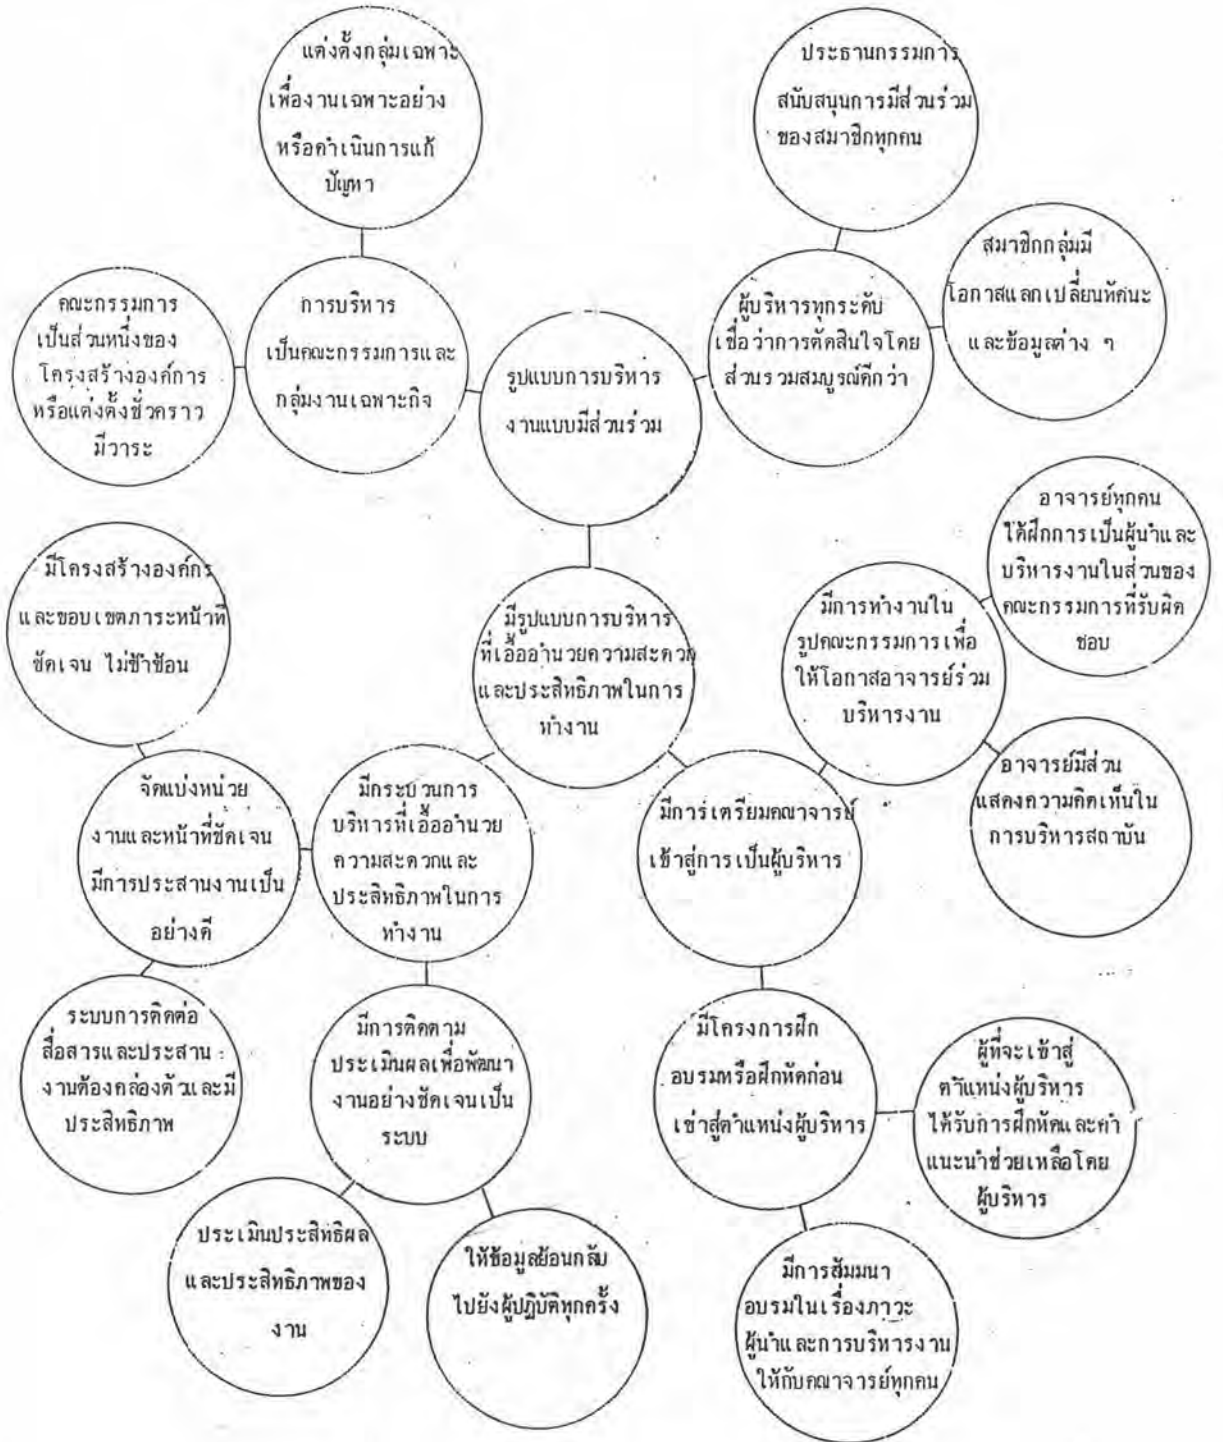 แต่งตั้งกลุ่มเฉพาะ
เพื่องานเฉพาะอย่าง
หรือดำเนินการแก้
ปัญหา
ประธานกรรมการ
สนับสนุนการมีส่วนร่วม
ของสมาชิกทุกคน
คณะกรรมการ
เป็นส่วนหนึ่งของ
โครงสร้างองค์การ
หรือแต่งตั้งชั่วคราว
มีวาระ
การบริหาร
เป็นคณะกรรมการและ
กลุ่มงานเฉพาะกิจ
รูปแบบการบริหาร
งานแบบมีส่วนร่วม
ผู้บริหารทุกระดับ
เชื่อว่าการตัดสินใจโดย
ส่วนรวมสมบูรณ์ดีกว่า
สมาชิกกลุ่มมี
โอกาสแลกเปลี่ยนทัศนะ
และข้อมูลต่าง ๆ
มีโครงสร้างองค์กร
และขอบเขตภาระหน้าที่
ชัดเจน ไม่ซ้ำซ้อน
มีรูปแบบการบริหาร
ที่เอื้ออำนวยความสะดวก
และประสิทธิภาพในการ
ทำงาน
มีการทำงานใน
รูปคณะกรรมการเพื่อ
ให้โอกาสอาจารย์ร่วม
บริหารงาน
อาจารย์ทุกคน
ได้ฝึกการเป็นผู้นำและ
บริหารงานในส่วนของ
คณะกรรมการที่รับผิด
ชอบ
จัดแบ่งหน่วย
งานและหน้าที่ชัดเจน
มีการประสานงานเป็น
อย่างดี
มีกระบวนการ
บริหารที่เอื้ออำนวย
ความสะดวกและ
ประสิทธิภาพในการ
ทำงาน
มีการเตรียมคณาจารย์
เข้าสู่การเป็นผู้บริหาร
อาจารย์มีส่วน
แสดงความคิดเห็นใน
การบริหารสถาบัน
ระบบการติดต่อ
สื่อสารและประสาน
งานต้องคล่องตัวและมี
ประสิทธิภาพ
มีการติดตาม
ประเมินผลเพื่อพัฒนา
งานอย่างชัดเจนเป็น
ระบบ
มีโครงการฝึก
อบรมหรือฝึกหัดก่อน
เข้าสู่ตำแหน่งผู้บริหาร
ผู้ที่จะเข้าสู่
ตำแหน่งผู้บริหาร
ได้รับการฝึกหัดและคำ
แนะนำช่วยเหลือโดย
ผู้บริหาร
ประเมินประสิทธิผล
และประสิทธิภาพของ
งาน
ให้ข้อมูลย้อนกลับ
ไปยังผู้ปฏิบัติทุกครั้ง
มีการสัมมนา
อบรมในเรื่องภาวะ
ผู้นำและการบริหารงาน
ให้กับคณาจารย์ทุกคน